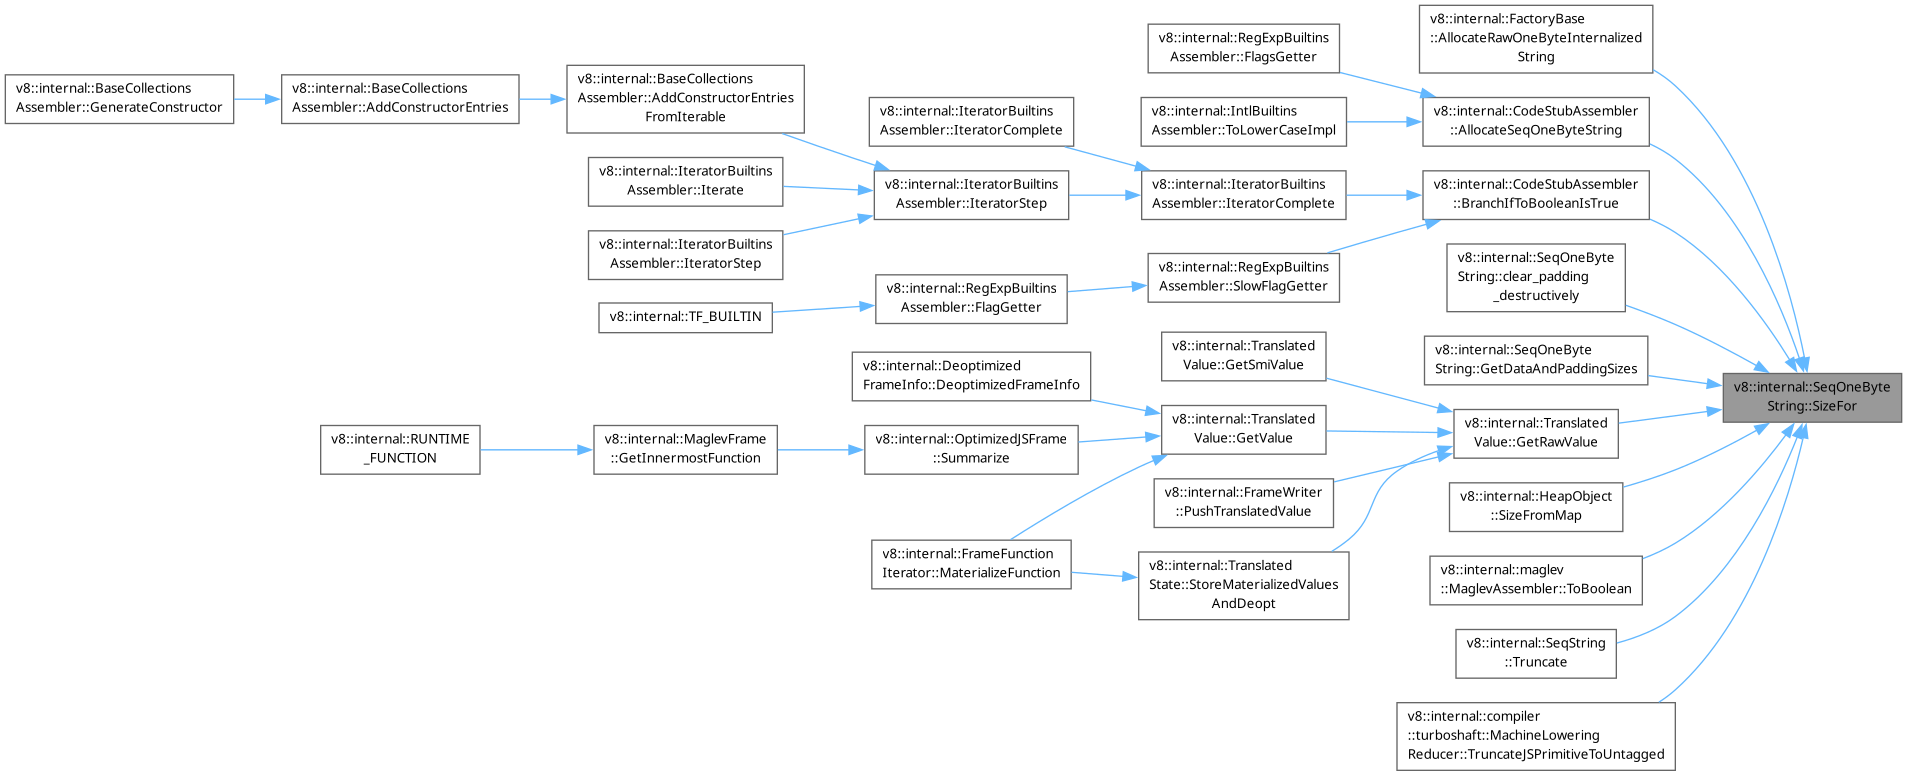 v8::internal::BaseCollections
Assembler::GenerateConstructor
v8::internal::BaseCollections
Assembler::AddConstructorEntries
v8::internal::BaseCollections
Assembler::AddConstructorEntries
FromIterable
v8::internal::IteratorBuiltins
Assembler::Iterate
v8::internal::IteratorBuiltins
Assembler::IteratorStep
v8::internal::TF_BUILTIN
v8::internal::RUNTIME
_FUNCTION
v8::internal::MaglevFrame
::GetInnermostFunction
v8::internal::IteratorBuiltins
Assembler::IteratorComplete
v8::internal::IteratorBuiltins
Assembler::IteratorStep
v8::internal::RegExpBuiltins
Assembler::FlagGetter
v8::internal::Deoptimized
FrameInfo::DeoptimizedFrameInfo
v8::internal::OptimizedJSFrame
::Summarize
v8::internal::FrameFunction
Iterator::MaterializeFunction
v8::internal::RegExpBuiltins
Assembler::FlagsGetter
v8::internal::IntlBuiltins
Assembler::ToLowerCaseImpl
v8::internal::IteratorBuiltins
Assembler::IteratorComplete
v8::internal::RegExpBuiltins
Assembler::SlowFlagGetter
v8::internal::Translated
Value::GetSmiValue
v8::internal::Translated
Value::GetValue
v8::internal::FrameWriter
::PushTranslatedValue
v8::internal::Translated
State::StoreMaterializedValues
AndDeopt
v8::internal::FactoryBase
::AllocateRawOneByteInternalized
String
v8::internal::CodeStubAssembler
::AllocateSeqOneByteString
v8::internal::CodeStubAssembler
::BranchIfToBooleanIsTrue
v8::internal::SeqOneByte
String::clear_padding
_destructively
v8::internal::SeqOneByte
String::GetDataAndPaddingSizes
v8::internal::Translated
Value::GetRawValue
v8::internal::HeapObject
::SizeFromMap
v8::internal::maglev
::MaglevAssembler::ToBoolean
v8::internal::SeqString
::Truncate
v8::internal::compiler
::turboshaft::MachineLowering
Reducer::TruncateJSPrimitiveToUntagged
v8::internal::SeqOneByte
String::SizeFor